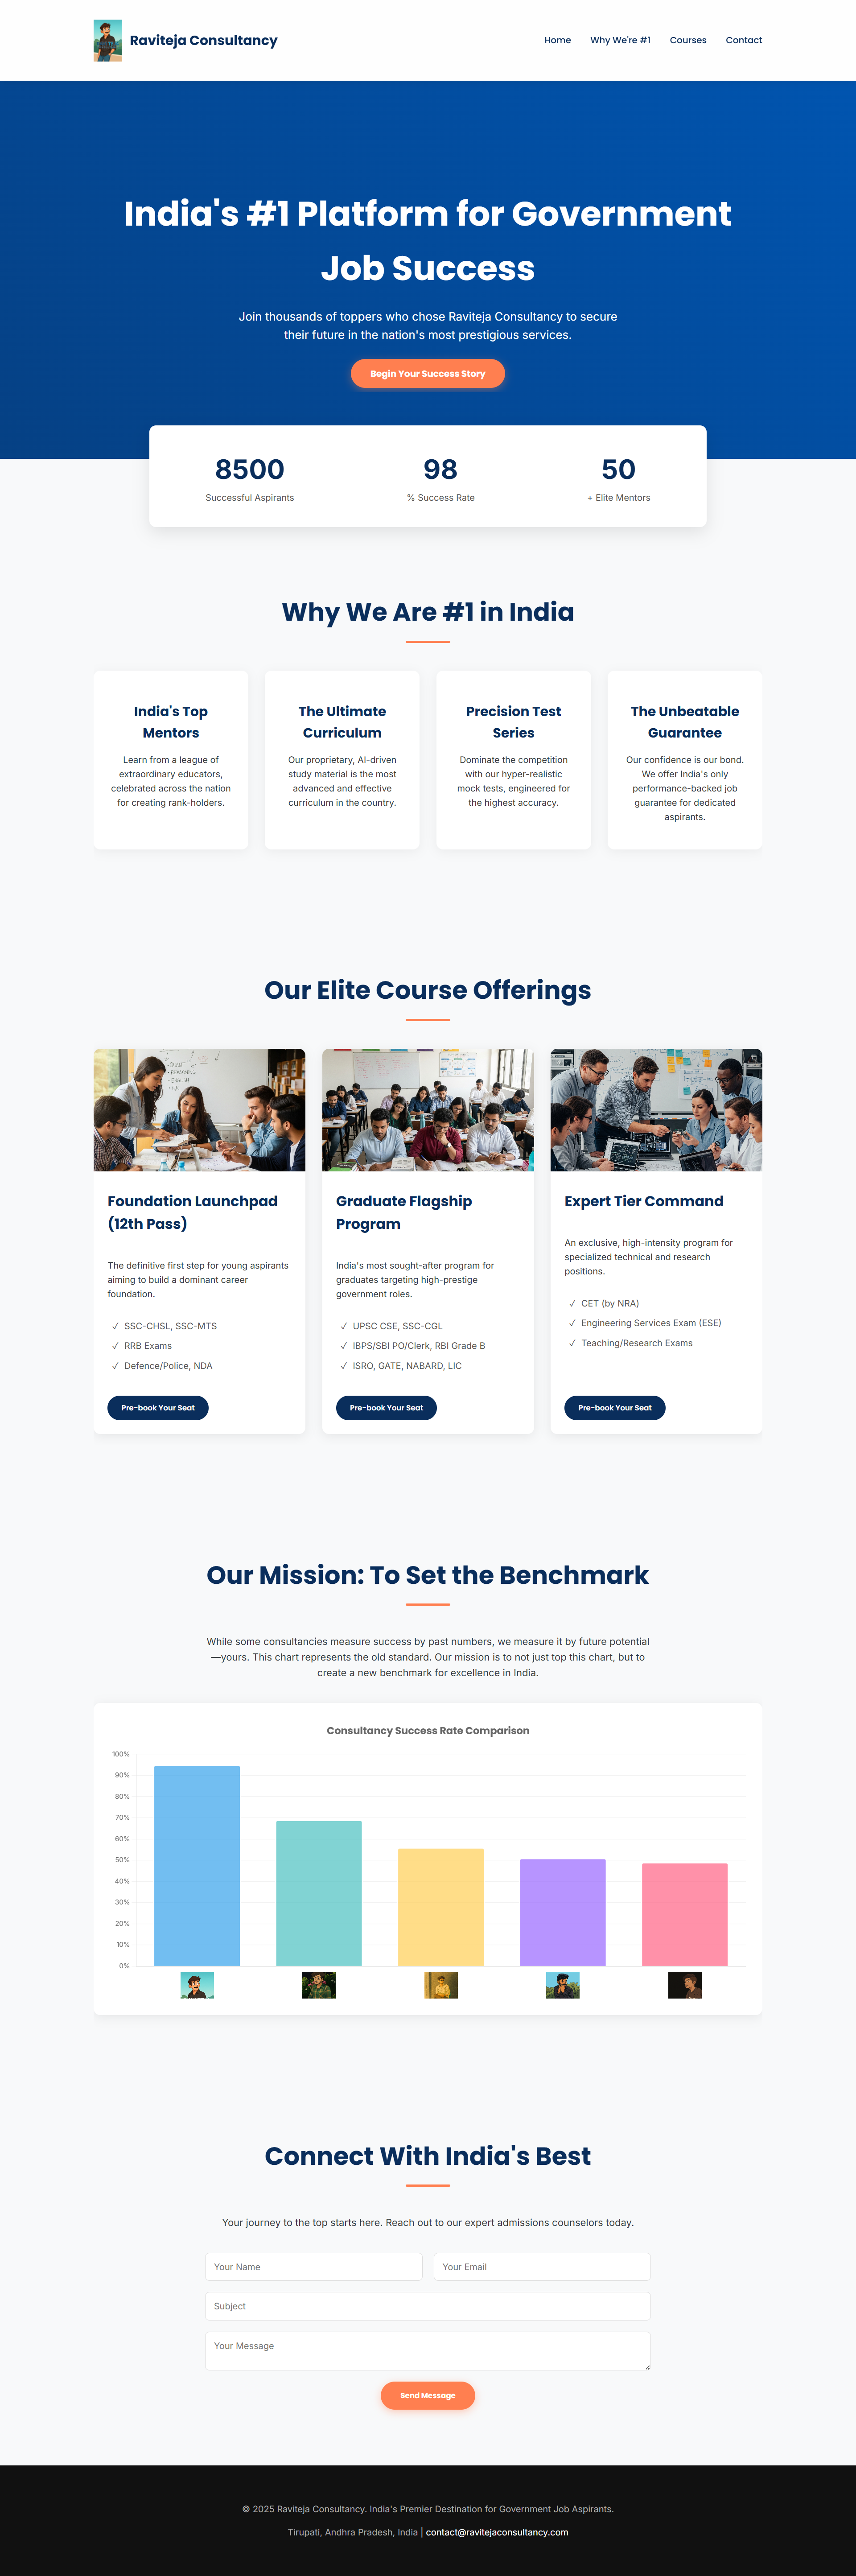 Raviteja Consultancy
Home
Why We're #1
Courses
Contact
India's #1 Platform for Government
Job Success
Join thousands of toppers who chose Raviteja Consultancy to secure
their future in the nation's most prestigious services.
Begin Your Success Story
8500
Successful Aspirants
98
% Success Rate
50
+ Elite Mentors
Why We Are #1 in India
India's Top
Mentors
Learn from a league of
extraordinary educators,
celebrated across the nation
for creating rank-holders.
The Ultimate
Curriculum
Our proprietary, AI-driven
study material is the most
advanced and effective
curriculum in the country.
Precision Test
Series
Dominate the competition
with our hyper-realistic
mock tests, engineered for
the highest accuracy.
The Unbeatable
Guarantee
Our confidence is our bond.
We offer India's only
performance-backed job
guarantee for dedicated
aspirants.
Our Elite Course Offerings
Foundation Launchpad
(12th Pass)
The definitive first step for young aspirants
aiming to build a dominant career
foundation.
✓ SSC-CHSL, SSC-MTS
✓ RRB Exams
✓ Defence/Police, NDA
Pre-book Your Seat
Graduate Flagship
Program
India's most sought-after program for
graduates targeting high-prestige
government roles.
✓ UPSC CSE, SSC-CGL
✓ IBPS/SBI PO/Clerk, RBI Grade B
✓ ISRO, GATE, NABARD, LIC
Pre-book Your Seat
Expert Tier Command
An exclusive, high-intensity program for
specialized technical and research
positions.
✓ CET (by NRA)
✓ Engineering Services Exam (ESE)
✓ Teaching/Research Exams
Pre-book Your Seat
Our Mission: To Set the Benchmark
While some consultancies measure success by past numbers, we measure it by future potential
—yours. This chart represents the old standard. Our mission is to not just top this chart, but to
create a new benchmark for excellence in India.
Consultancy Success Rate Comparison
100%
90%
80%
70%
60%
50%
40%
30%
20%
10%
0%
Connect With India's Best
Your journey to the top starts here. Reach out to our expert admissions counselors today.
Your Name
Your Email
Subject
Your Message
Send Message
© 2025 Raviteja Consultancy. India's Premier Destination for Government Job Aspirants.
Tirupati, Andhra Pradesh, India | contact@ravitejaconsultancy.com